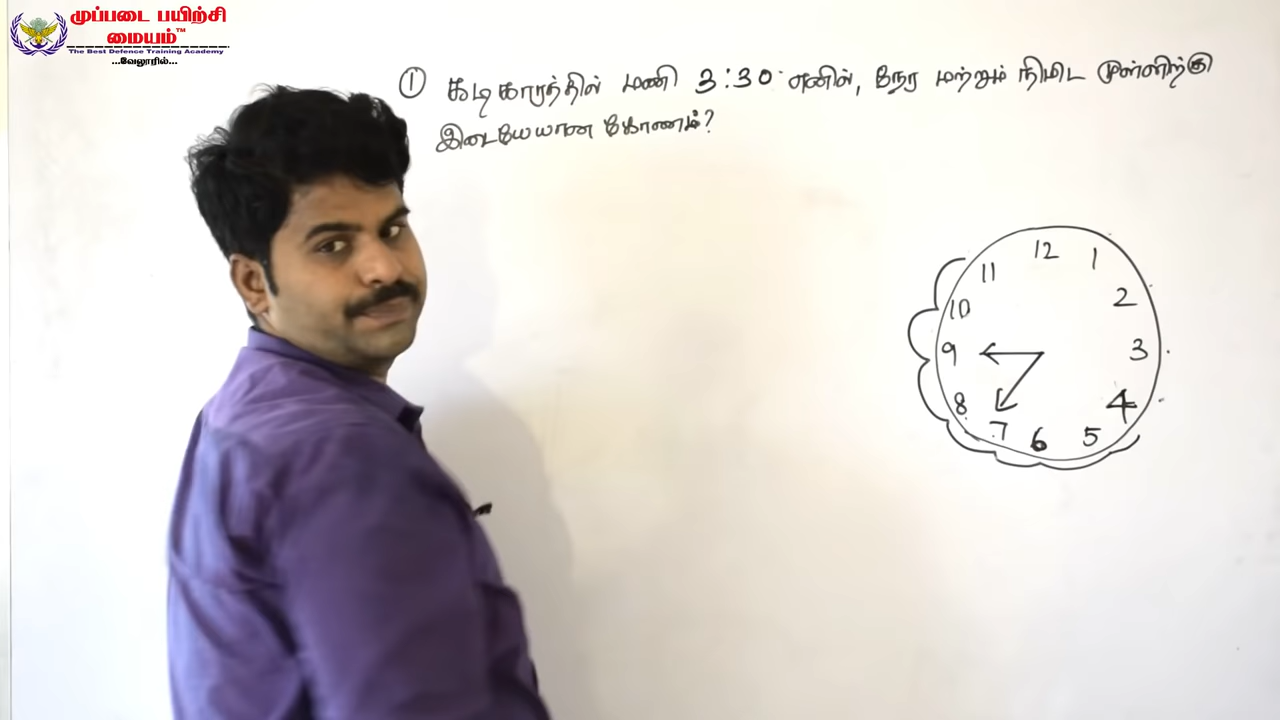 முப்படை பயிற்சி
மையம்™
The Best Defence Training Academy
...வேலூரில்...
① கடிகாரத்தில் மணி 3:30 எனில், நேர மற்றும் நிமிட முள்ளிற்கு
இடையேயான கோணம்?
12
11
1
10
2
9
3
8
4
7
6
5